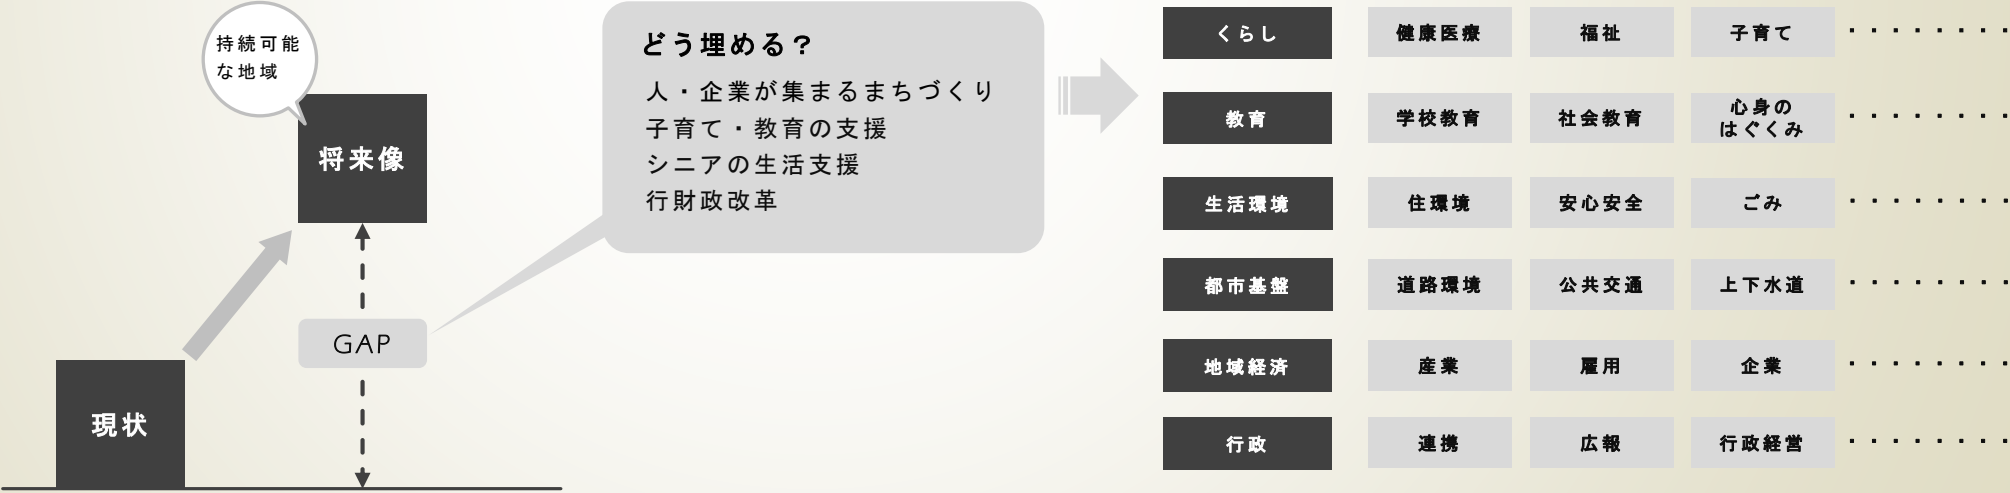 持続可能
な地域
将来像
GAP
現状
どう埋める？
人・企業が集まるまちづくり
子育て・教育の支援
シニアの生活支援
行財政改革
くらし 健康医療 福祉 子育て ・・・・・・・・
教育 学校教育 社会教育 心身の
はぐくみ ・・・・・・・・
生活環境 住環境 安心安全 ごみ ・・・・・・・・
都市基盤 道路環境 公共交通 上下水道 ・・・・・・・・
地域経済 産業 雇用 企業 ・・・・・・・・
行政 連携 広報 行政経営 ・・・・・・・・